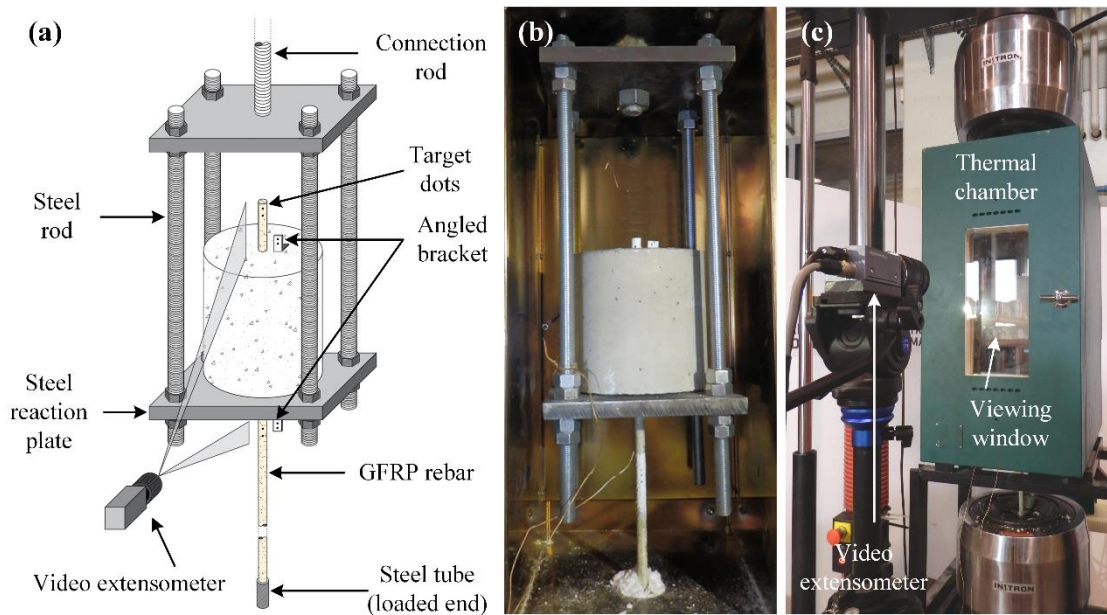 (a)
Connection
rod
Target
dots
Steel
rod
Angled
bracket
Steel
reaction
plate
GFRP rebar
Video extensometer
Steel tube
(loaded end)
(b)
(c)
INSTRON
Thermal
chamber
Viewing
window
Video
extensometer
INSTRON